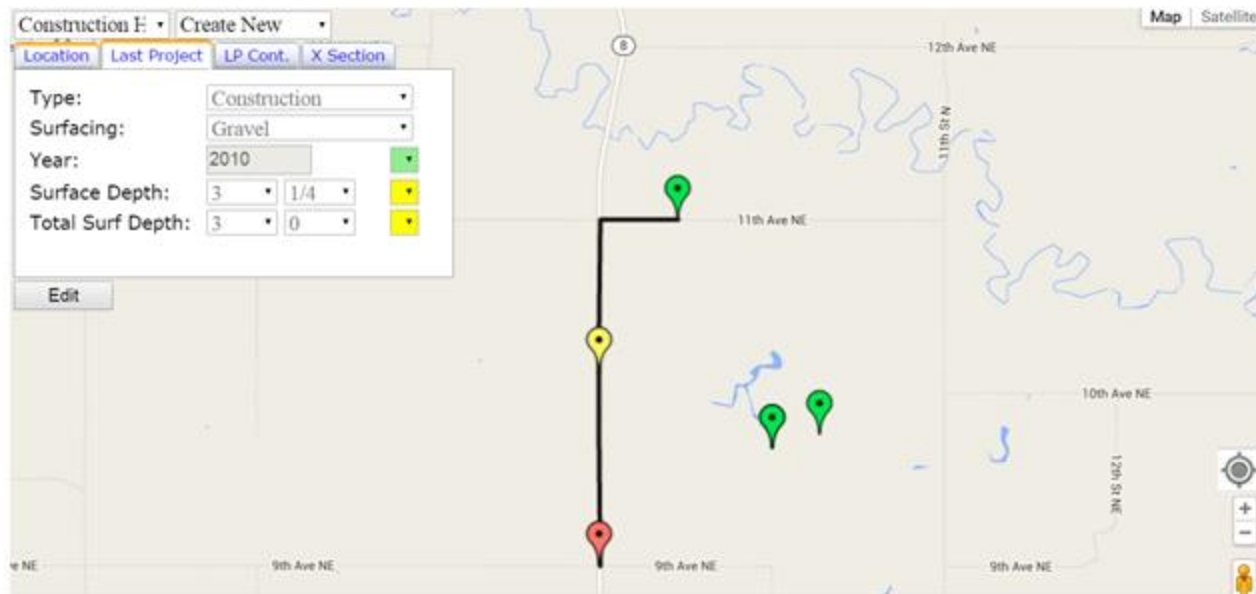 Construction H Create New
Location Last Project LP Cont. X Section
Type: Construction
Surfacing: Gravel
Year: 2010
Surface Depth: 3 1/4
Total Surf Depth: 3 0
Edit
Map Satellite
8
12th Ave NE
11th St N
11th Ave NE
10th Ave NE
12th St NE
e NE
9th Ave NE
9th Ave NE
9th Ave NE
+
−